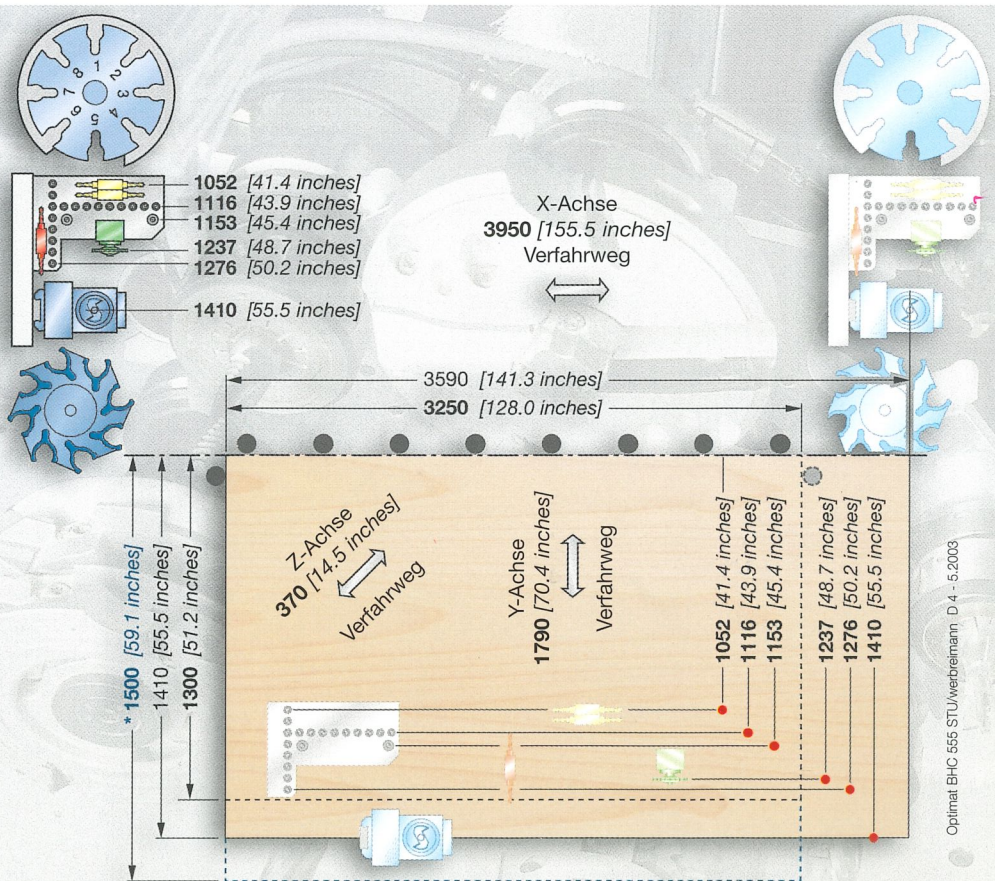 1
2
3
4
5
6
7
8
1052 [41.4 inches]
1116 [43.9 inches]
1153 [45.4 inches]
1237 [48.7 inches]
1276 [50.2 inches]
1410 [55.5 inches]
X-Achse
3950 [155.5 inches]
Verfahrweg
3590 [141.3 inches]
3250 [128.0 inches]
* 1500 [59.1 inches]
1410 [55.5 inches]
1300 [51.2 inches]
Z-Achse
370 [14.5 inches]
Verfahrweg
Y-Achse
1790 [70.4 inches]
Verfahrweg
1052 [41.4 inches]
1116 [43.9 inches]
1153 [45.4 inches]
1237 [48.7 inches]
1276 [50.2 inches]
1410 [55.5 inches]
Optimat BHC 555 STU/werbreimann D 4 - 5.2003